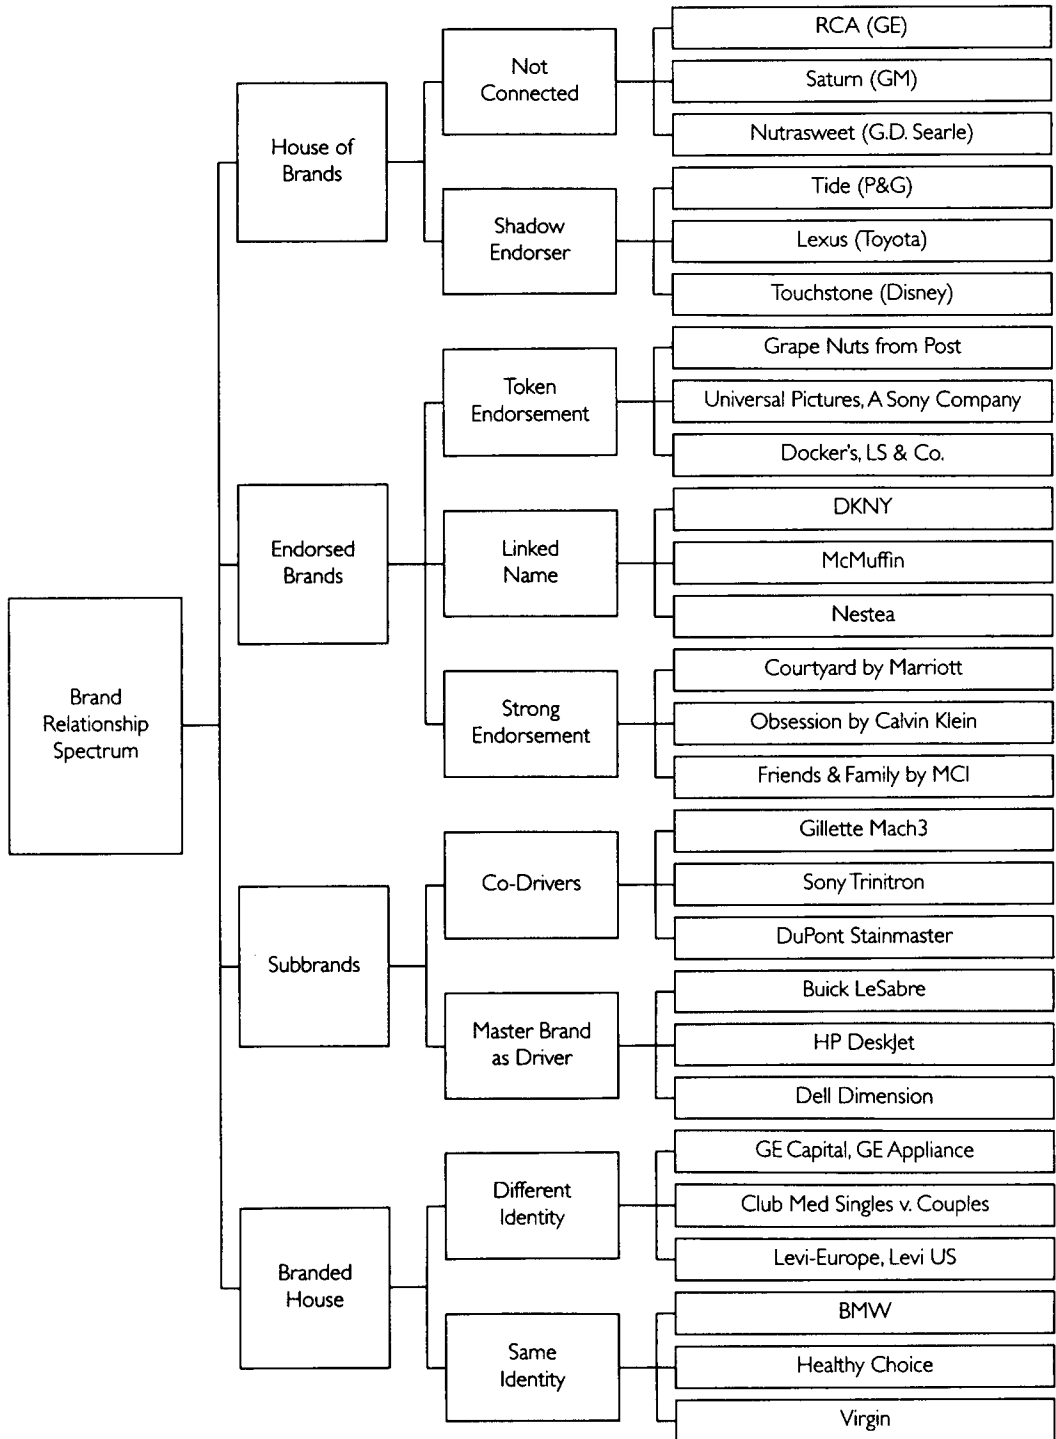 Brand
Relationship
Spectrum
House of
Brands
Not
Connected
RCA (GE)
Saturn (GM)
Nutrasweet (G.D. Searle)
Shadow
Endorser
Tide (P&G)
Lexus (Toyota)
Touchstone (Disney)
Endorsed
Brands
Token
Endorsement
Grape Nuts from Post
Universal Pictures, A Sony Company
Docker's, LS & Co.
Linked
Name
DKNY
McMuffin
Nestea
Strong
Endorsement
Courtyard by Marriott
Obsession by Calvin Klein
Friends & Family by MCI
Subbrands
Co-Drivers
Gillette Mach3
Sony Trinitron
DuPont Stainmaster
Master Brand
as Driver
Buick LeSabre
HP DeskJet
Dell Dimension
Branded
House
Different
Identity
GE Capital, GE Appliance
Club Med Singles v. Couples
Levi-Europe, Levi US
Same
Identity
BMW
Healthy Choice
Virgin